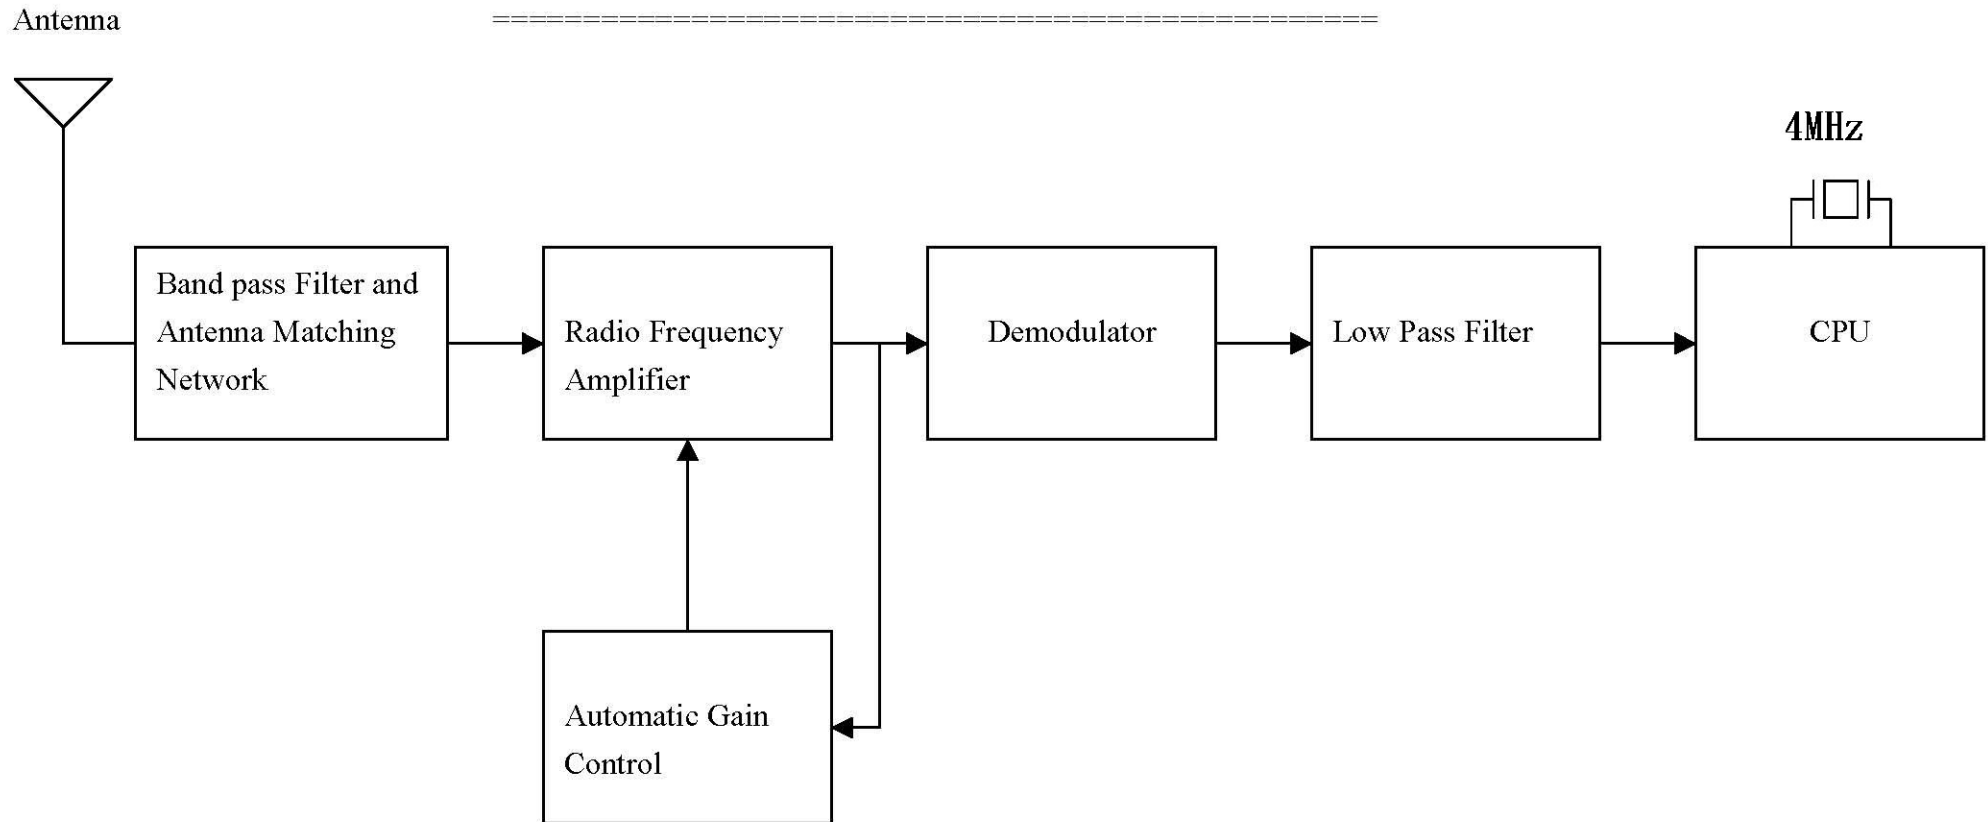 Antenna
=================================================
4MHz
Band pass Filter and
Antenna Matching
Network
Radio Frequency
Amplifier
Demodulator
Low Pass Filter
CPU
Automatic Gain
Control